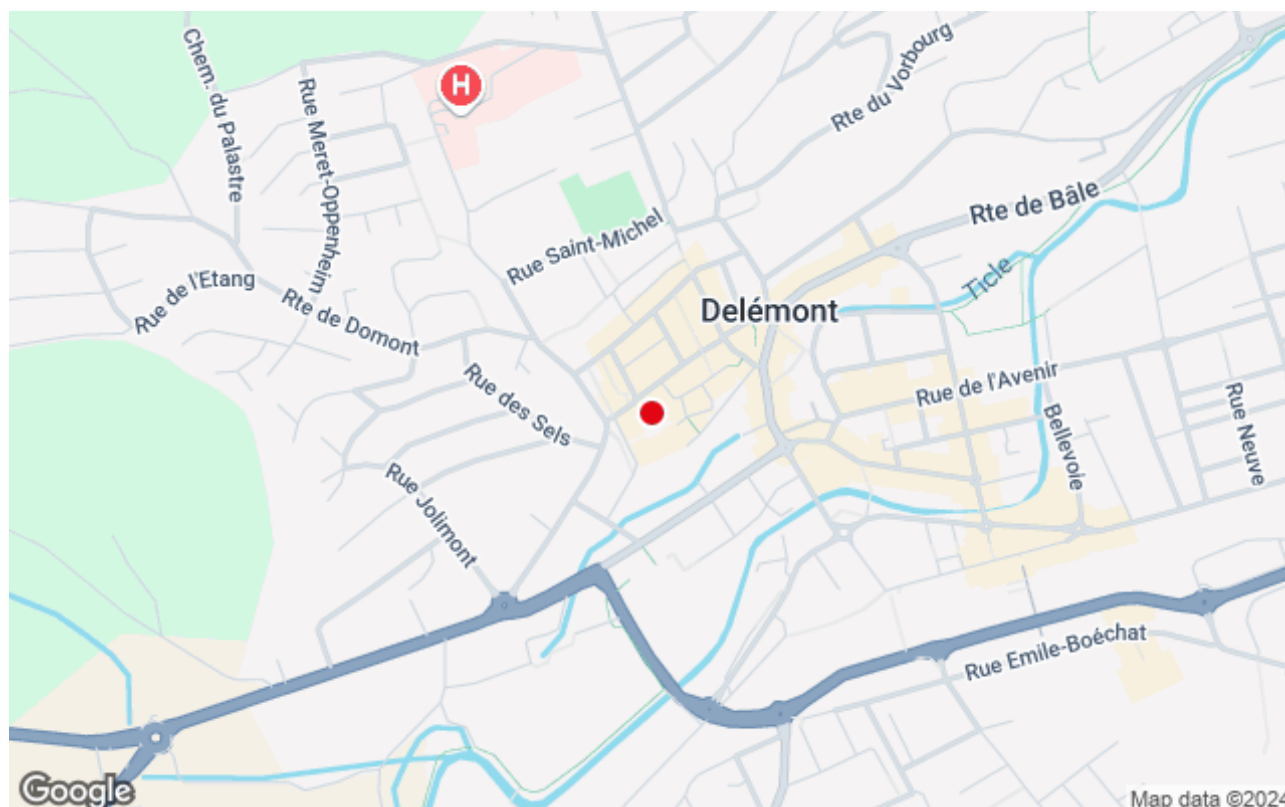 Chem. du Palastre
Rue Meret-Oppenheim
H
Rte du Vorbourg
Rte de Bâle
Rue Saint-Michel
Rue de l'Etang
Rte de Domont
Delémont
Ticle
Rue de l'Avenir
Rue des Sels
Bellevoie
Rue Neuve
Rue Jolimont
Rue Emile-Boéchat
Google
Map data ©2024